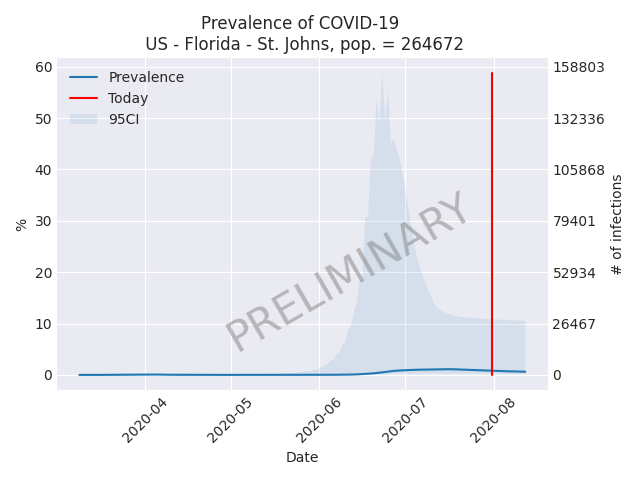 Prevalence of COVID-19
US - Florida - St. Johns, pop. = 264672
60
50
40
30
20
10
0
%
Prevalence
Today
95CI
PRELIMINARY
158803
132336
105868
79401
52934
26467
0
# of infections
2020-04
2020-05
2020-06
2020-07
2020-08
Date